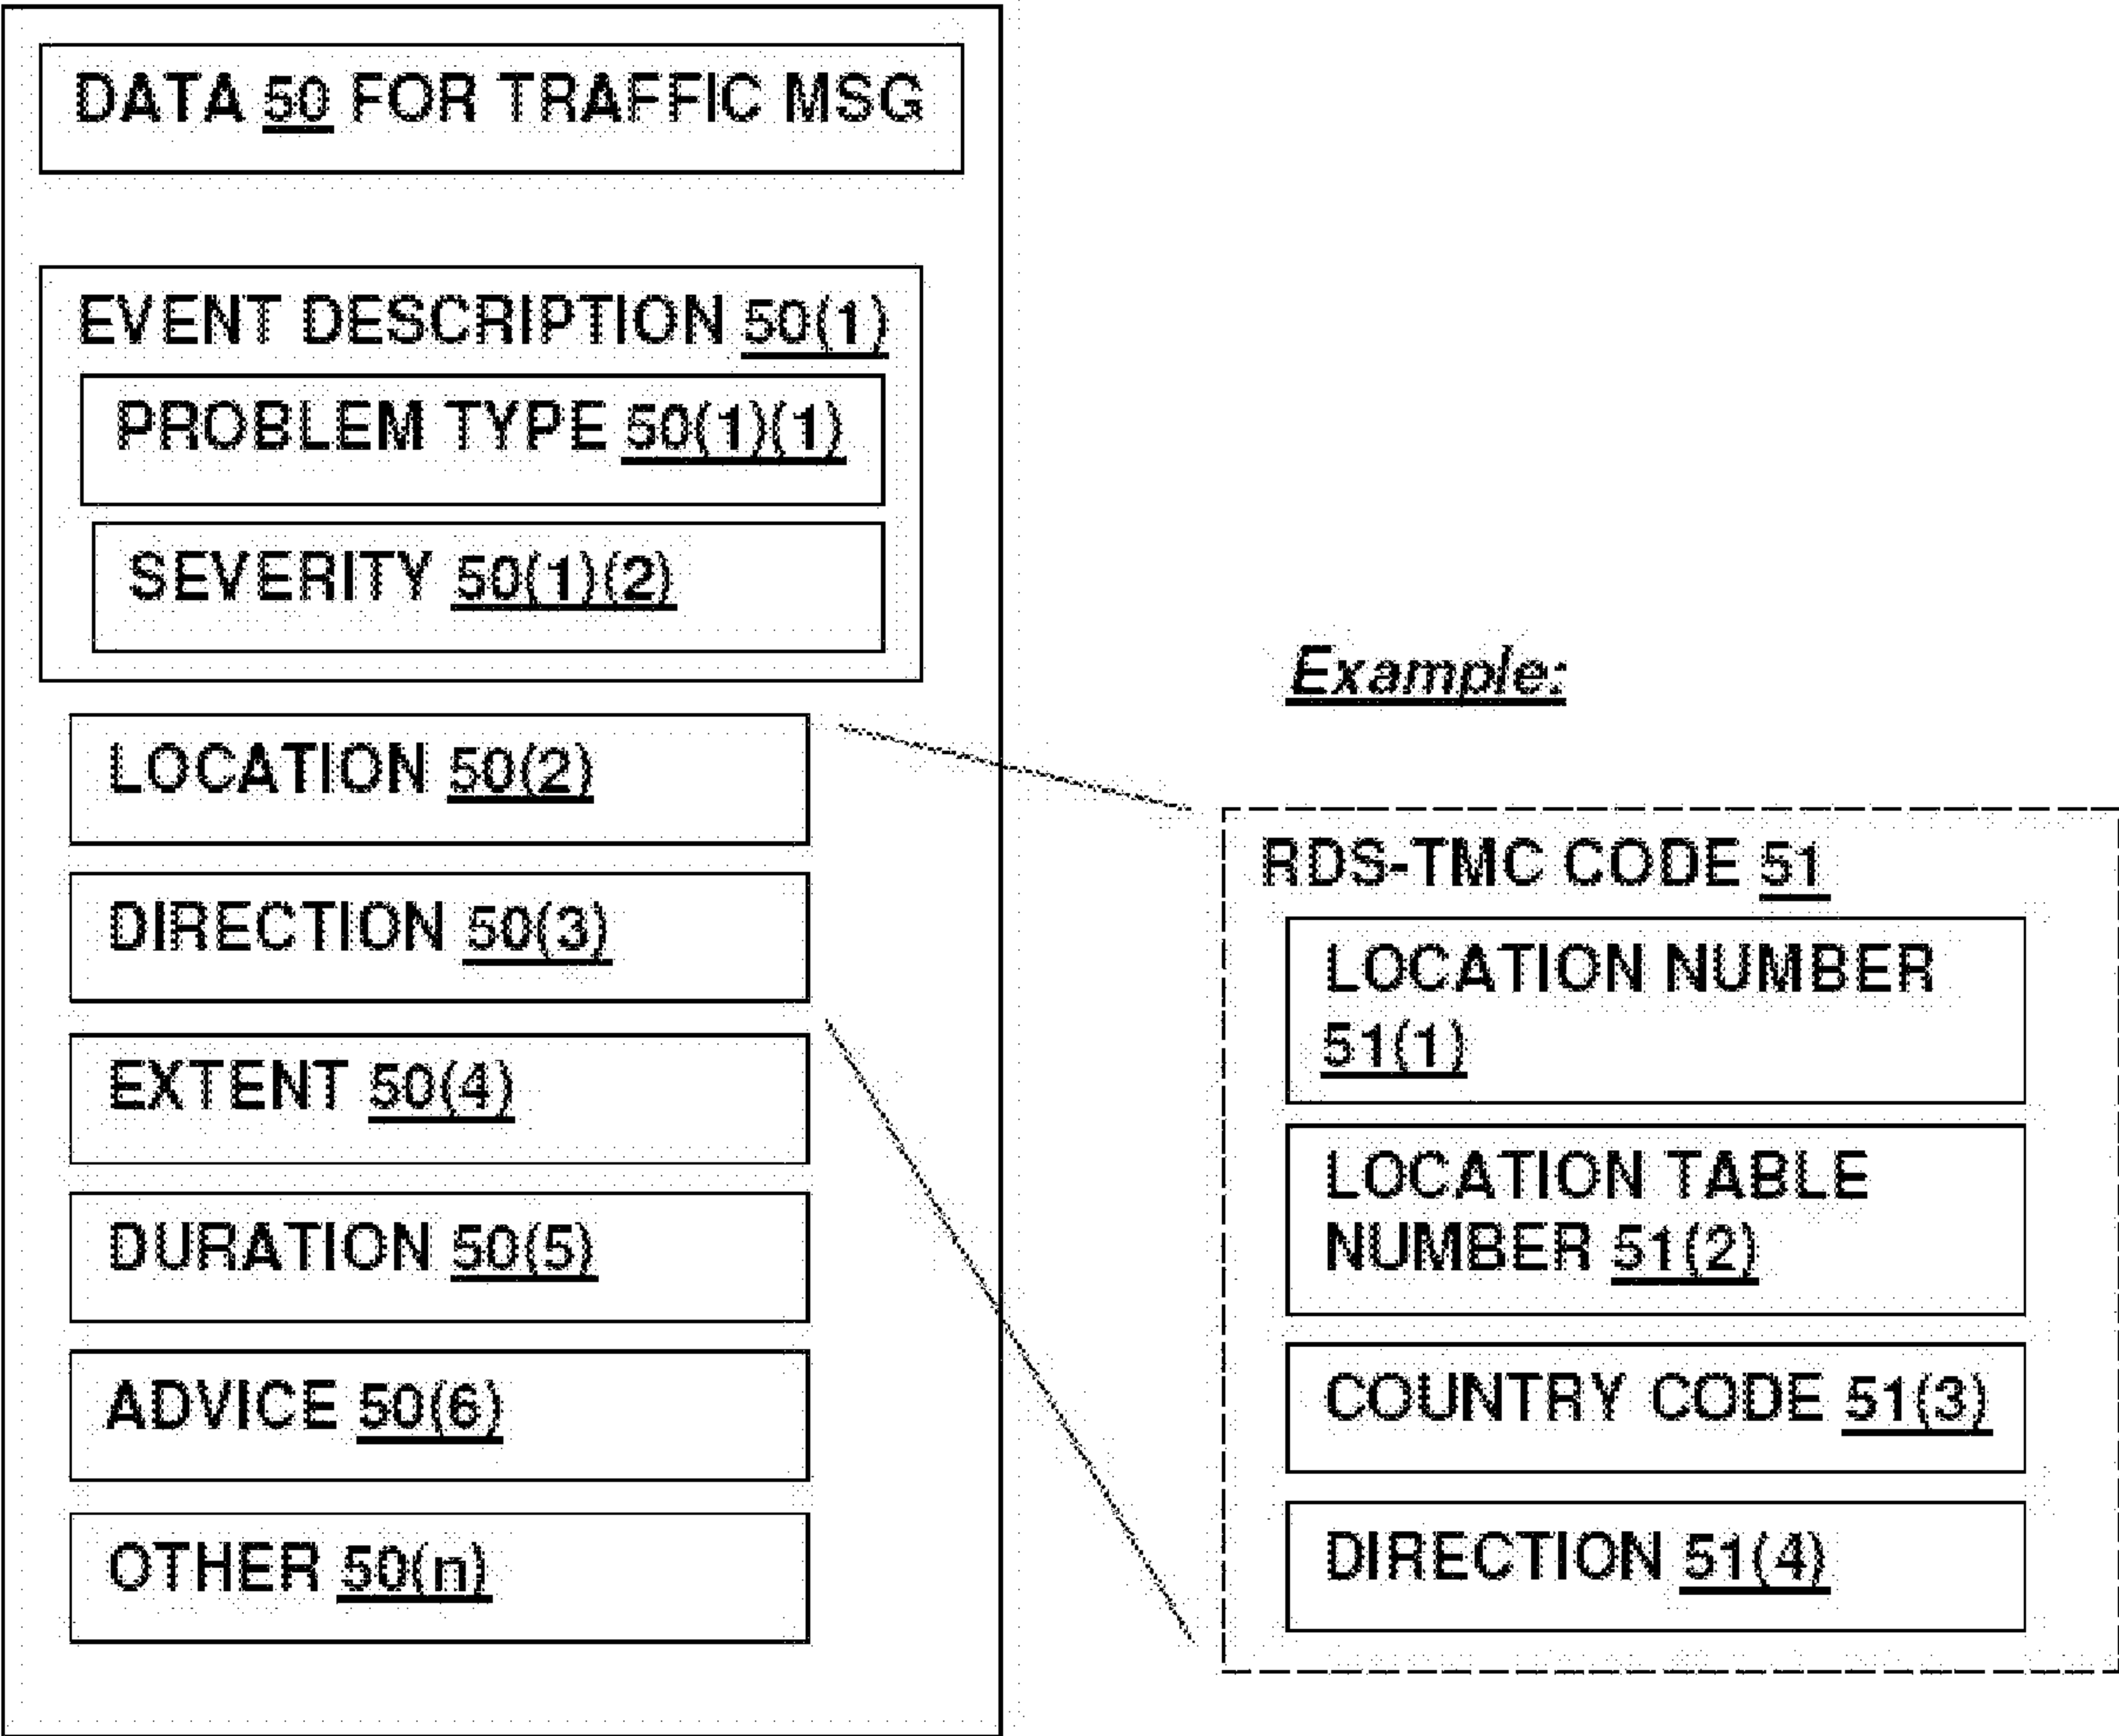 DATA 50 FOR TRAFFIC MSG
EVENT DESCRIPTION 50(1)
PROBLEM TYPE 50(1)(1)
SEVERITY 50(1)(2)
LOCATION 50(2)
DIRECTION 50(3)
EXTENT 50(4)
DURATION 50(5)
ADVICE 50(6)
OTHER 50(n)
Example:
RDS-TMC CODE 51
LOCATION NUMBER
51(1)
LOCATION TABLE
NUMBER 51(2)
COUNTRY CODE 51(3)
DIRECTION 51(4)